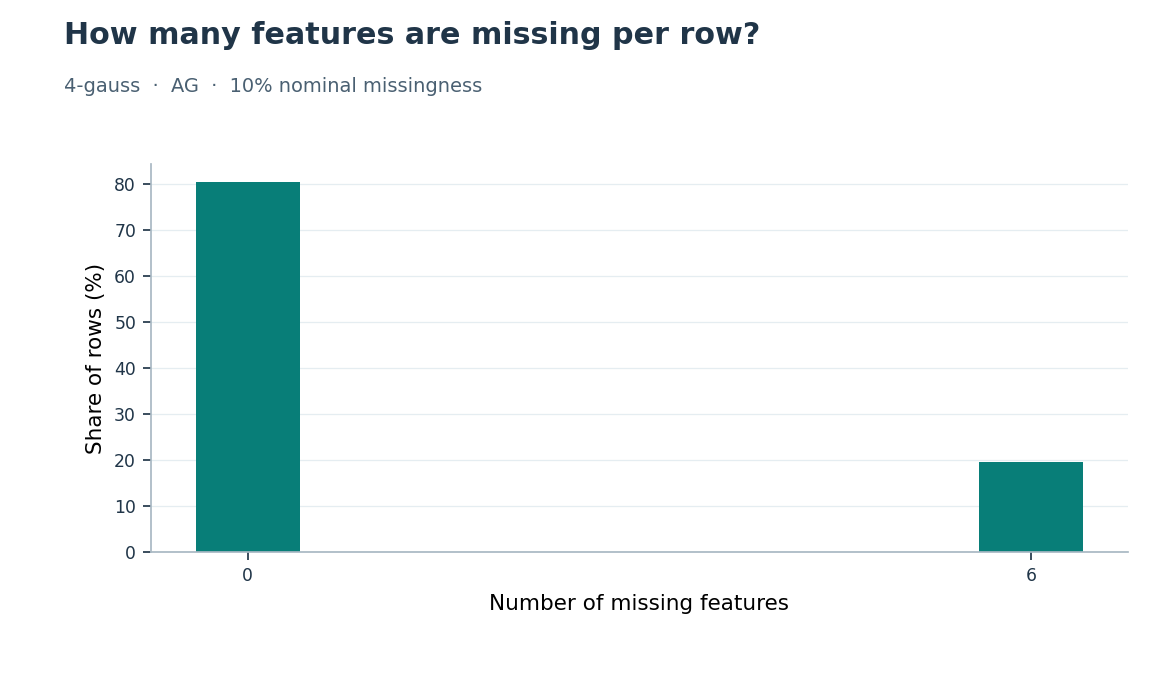 How many features are missing per row?
4-gauss · AG · 10% nominal missingness
Share of rows (%)
80
70
60
50
40
30
20
10
0
0 6
Number of missing features